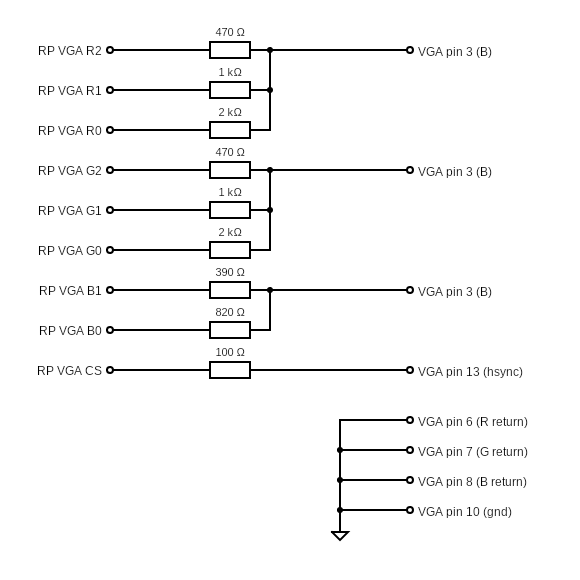 470 Ω
RP VGA R2
VGA pin 3 (B)
1 kΩ
RP VGA R1
2 kΩ
RP VGA R0
470 Ω
RP VGA G2
VGA pin 3 (B)
1 kΩ
RP VGA G1
2 kΩ
RP VGA G0
390 Ω
RP VGA B1
VGA pin 3 (B)
820 Ω
RP VGA B0
100 Ω
RP VGA CS
VGA pin 13 (hsync)
VGA pin 6 (R return)
VGA pin 7 (G return)
VGA pin 8 (B return)
VGA pin 10 (gnd)